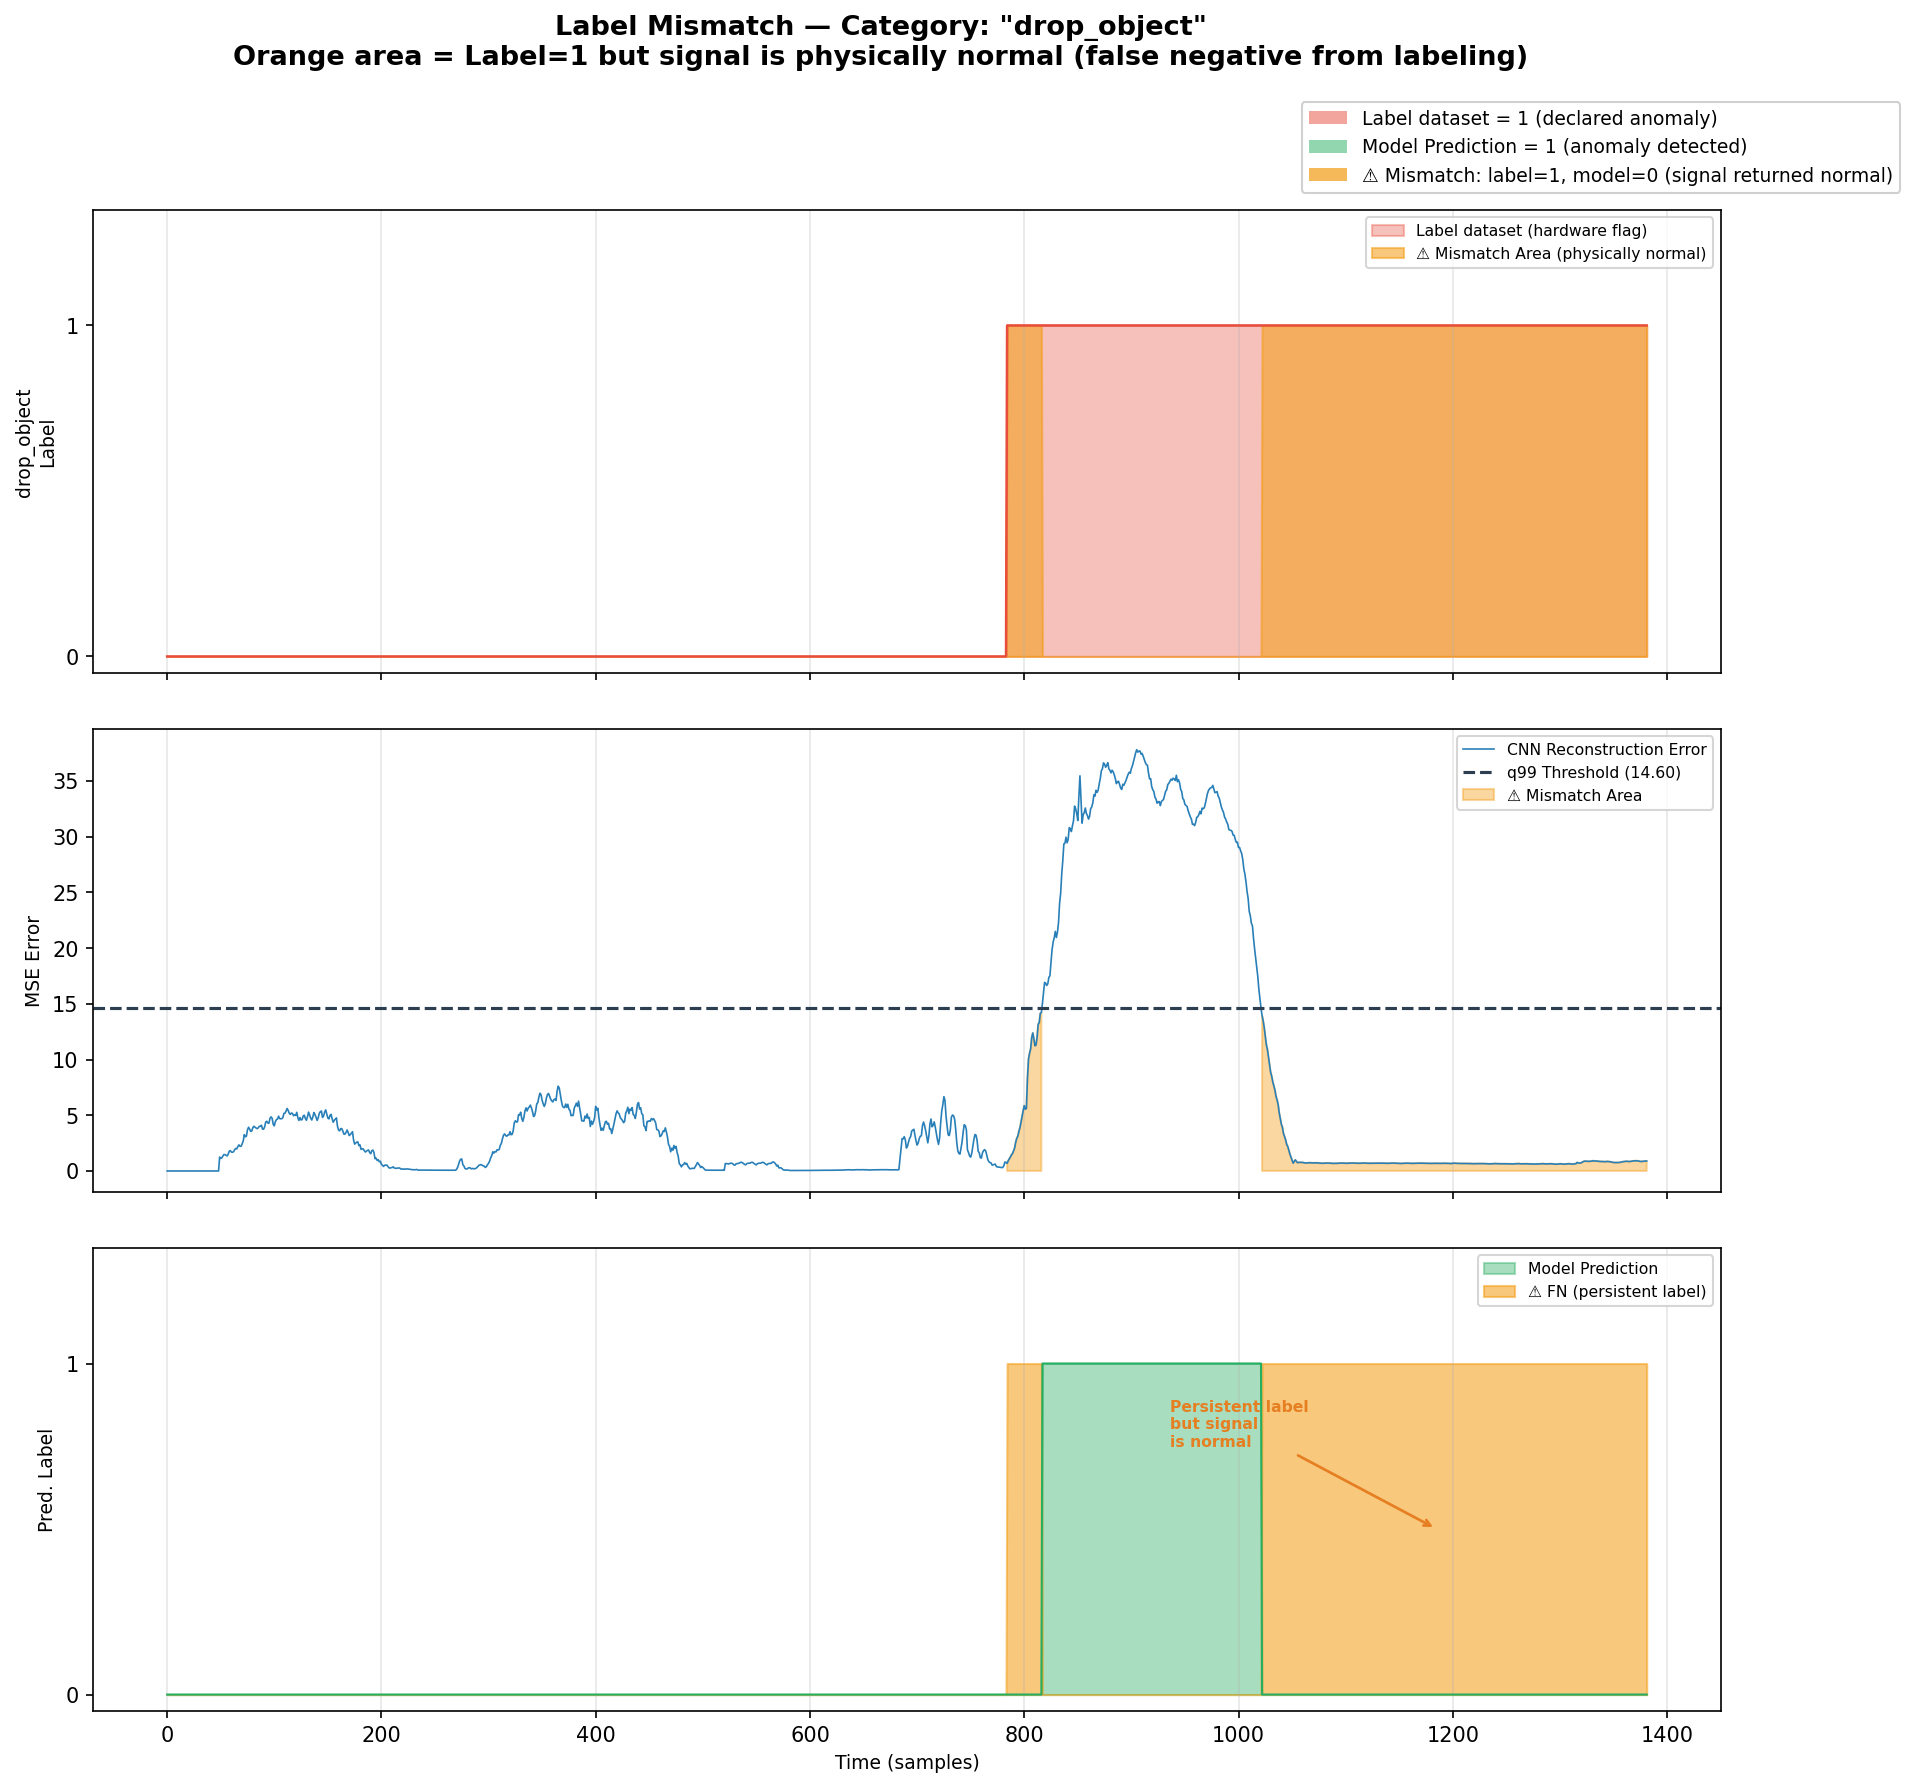 Label Mismatch — Category: "drop_object"
Orange area = Label=1 but signal is physically normal (false negative from labeling)
Label dataset = 1 (declared anomaly)
Model Prediction = 1 (anomaly detected)
⚠ Mismatch: label=1, model=0 (signal returned normal)
Label dataset (hardware flag)
⚠ Mismatch Area (physically normal)
1
0
drop_object
Label
CNN Reconstruction Error
q99 Threshold (14.60)
⚠ Mismatch Area
35
30
25
20
15
10
5
0
MSE Error
Model Prediction
⚠ FN (persistent label)
1
0
Pred. Label
Persistent label
but signal
is normal
0
200
400
600
800
1000
1200
1400
Time (samples)